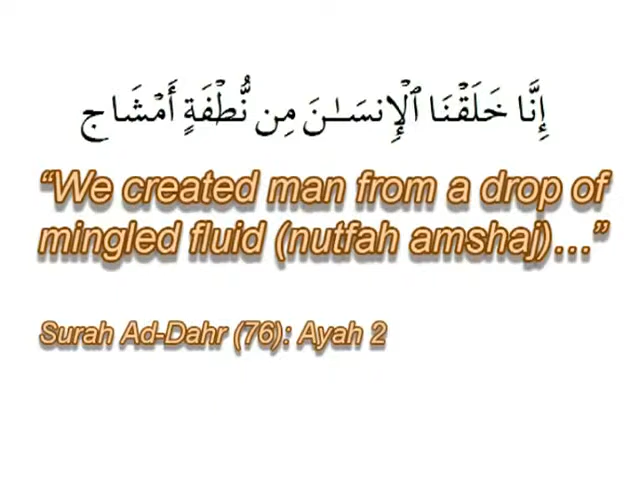 إِنَّا خَلَقْنَا ٱلْإِنسَـٰنَ مِن نُّطْفَةٍ أَمْشَاج
“We created man from a drop of
mingled fluid (nutfah amshaj)…”
Surah Ad-Dahr (76): Ayah 2